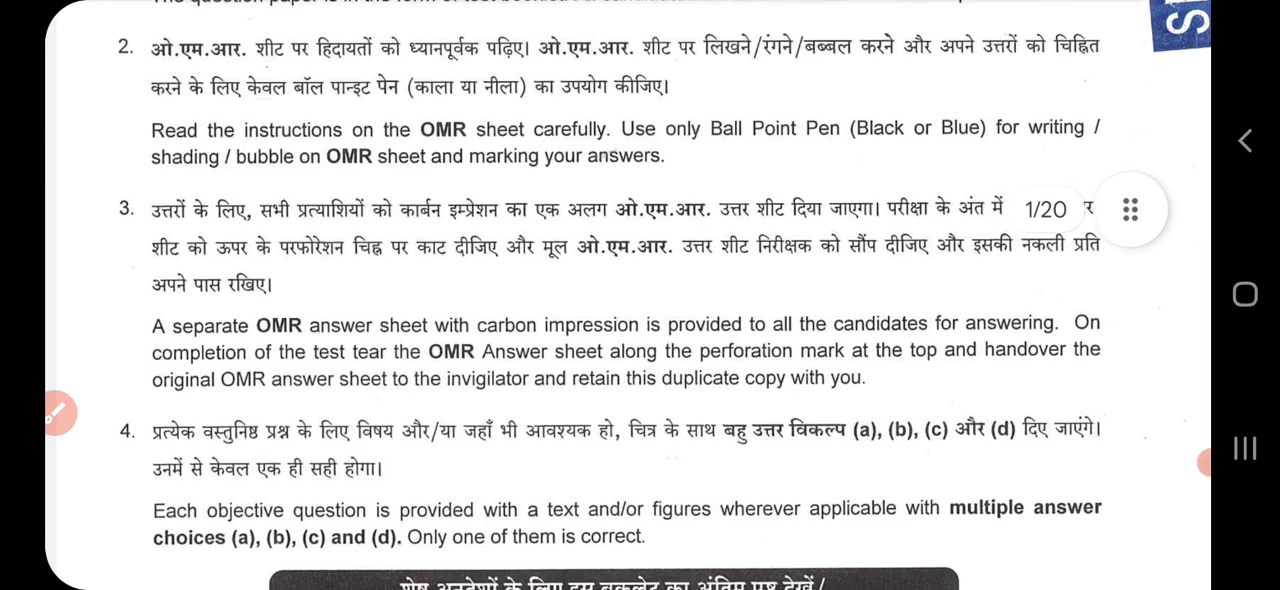 2. ओ.एम.आर. शीट पर हिदायतों को ध्यानपूर्वक पढ़िए। ओ.एम.आर. शीट पर लिखने/रंगने/बब्बल करने और अपने उत्तरों को चिह्नित
करने के लिए केवल बॉल पान्इट पेन (काला या नीला) का उपयोग कीजिए।
Read the instructions on the OMR sheet carefully. Use only Ball Point Pen (Black or Blue) for writing /
shading / bubble on OMR sheet and marking your answers.
3. उत्तरों के लिए, सभी प्रत्याशियों को कार्बन इम्प्रेशन का एक अलग ओ.एम.आर. उत्तर शीट दिया जाएगा। परीक्षा के अंत में 1/20
शीट को ऊपर के परफोरेशन चिह्न पर काट दीजिए और मूल ओ.एम.आर. उत्तर शीट निरीक्षक को सौंप दीजिए और इसकी नकली प्रति
अपने पास रखिए।
A separate OMR answer sheet with carbon impression is provided to all the candidates for answering. On
completion of the test tear the OMR Answer sheet along the perforation mark at the top and handover the
original OMR answer sheet to the invigilator and retain this duplicate copy with you.
4. प्रत्येक वस्तुनिष्ठ प्रश्न के लिए विषय और/या जहाँ भी आवश्यक हो, चित्र के साथ बहु उत्तर विकल्प (a), (b), (c) और (d) दिए जाएंगे।
उनमें से केवल एक ही सही होगा।
Each objective question is provided with a text and/or figures wherever applicable with multiple answer
choices (a), (b), (c) and (d). Only one of them is correct.